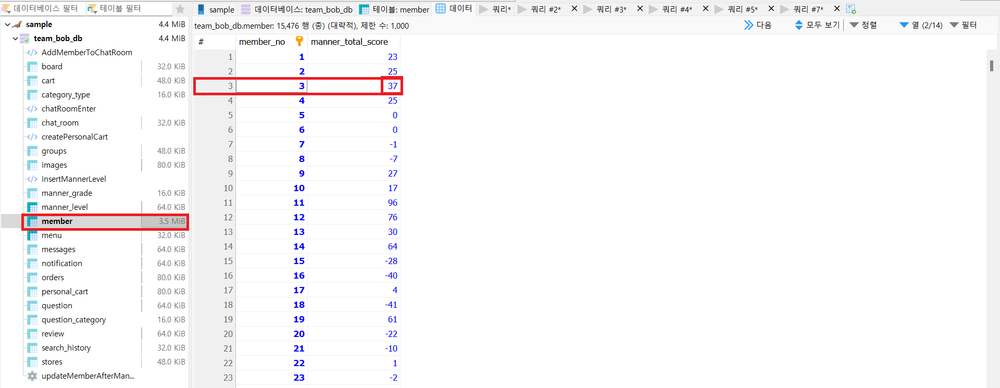 데이터베이스 필터 테이블 필터
sample 4.4 MiB
team_bob_db 4.4 MiB
AddMemberToChatRoom
board 32.0 KiB
cart 48.0 KiB
category_type 16.0 KiB
chatRoomEnter
chat_room 32.0 KiB
createPersonalCart
groups 48.0 KiB
images 80.0 KiB
insertMannerLevel
manner_grade 16.0 KiB
manner_level 64.0 KiB
member 3.5 MiB
menu 32.0 KiB
messages 64.0 KiB
notification 64.0 KiB
orders 80.0 KiB
personal_cart 80.0 KiB
question 64.0 KiB
question_category 16.0 KiB
review 64.0 KiB
search_history 32.0 KiB
stores 48.0 KiB
updateMemberAfterMan...
sample 데이터베이스: team_bob_db 테이블: member 데이터 쿼리* 쿼리 #2* 쿼리 #3* 쿼리 #4* 쿼리 #5* 쿼리 #7*
team_bob_db.member: 15,476 행 (총) (대략적), 제한 수: 1,000 다음 모두 보기 정렬 열 (2/14) 필터
# member_no manner_total_score
1 1 23
2 2 25
3 3 37
4 4 25
5 5 0
6 6 0
7 7 -1
8 8 -7
9 9 27
10 10 17
11 11 96
12 12 76
13 13 30
14 14 64
15 15 -28
16 16 -40
17 17 4
18 18 -41
19 19 61
20 20 -22
21 21 -10
22 22 1
23 23 -2